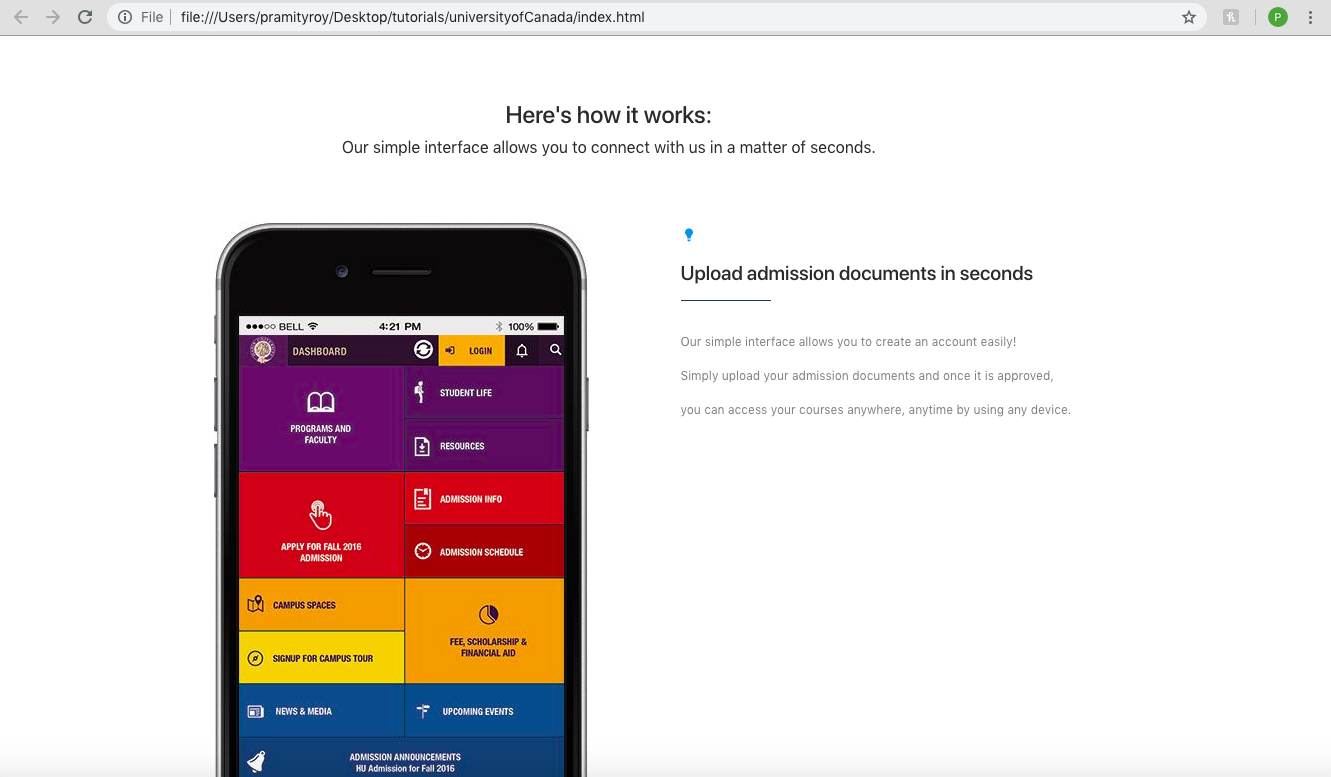 File file:///Users/pramityroy/Desktop/tutorials/universityofCanada/index.html
P
Here's how it works:
Our simple interface allows you to connect with us in a matter of seconds.
BELL 4:21 PM 100%
DASHBOARD LOGIN
PROGRAMS AND
FACULTY
STUDENT LIFE
RESOURCES
APPLY FOR FALL 2016
ADMISSION
ADMISSION INFO
ADMISSION SCHEDULE
CAMPUS SPACES
SIGNUP FOR CAMPUS TOUR
FEE, SCHOLARSHIP &
FINANCIAL AID
NEWS & MEDIA
UPCOMING EVENTS
ADMISSION ANNOUNCEMENTS
HU Admission for Fall 2016
Upload admission documents in seconds
Our simple interface allows you to create an account easily!
Simply upload your admission documents and once it is approved,
you can access your courses anywhere, anytime by using any device.